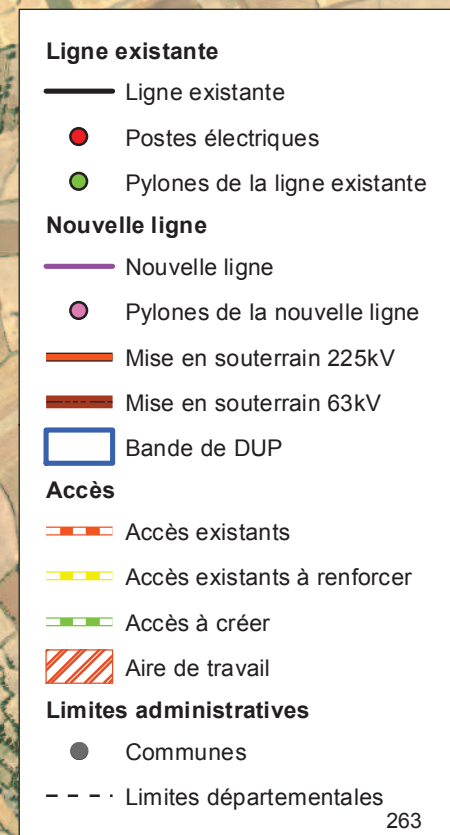 Ligne existante
Ligne existante
Postes électriques
Pylones de la ligne existante
Nouvelle ligne
Nouvelle ligne
Pylones de la nouvelle ligne
Mise en souterrain 225kV
Mise en souterrain 63kV
Bande de DUP
Accès
Accès existants
Accès existants à renforcer
Accès à créer
Aire de travail
Limites administratives
Communes
Limites départementales
263